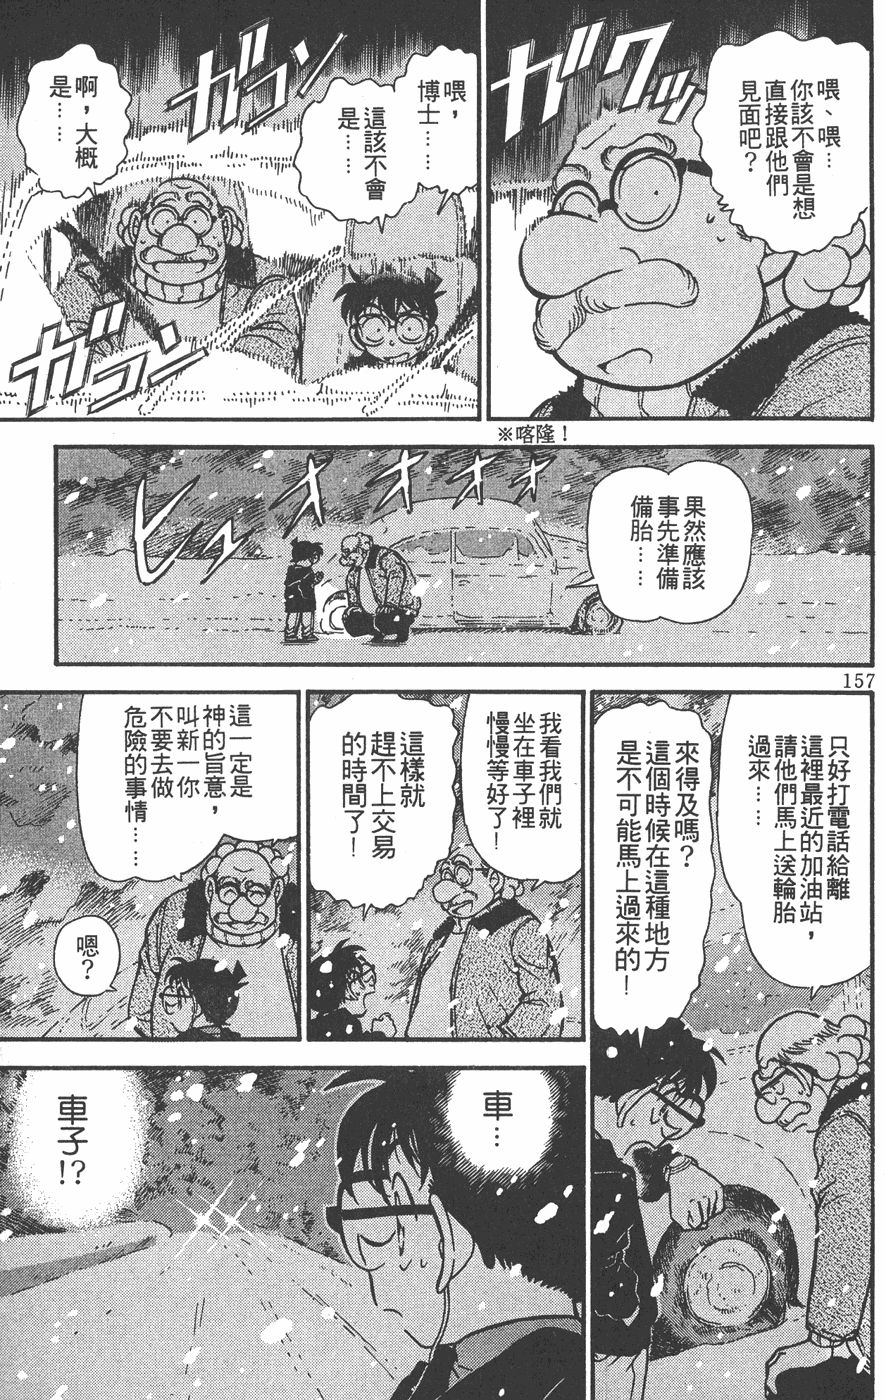 喂、喂…
你該不會是想
直接跟他們
見面吧？
ガクッ
喂，
博士……
這該不會
是……
ガコン
啊，大概
是……
ガコン
※喀隆！
果然應該
事先準備
備胎……
ヒュオオオォ
157
只好打電話給離
這裡最近的加油站，
請他們馬上送輪胎
過來……
來得及嗎？
這個時候在這種地方
是不可能馬上過來的！
我看我們就
坐在車子裡
慢慢等好了！
這樣就
趕不上交易
的時間了！
這一定是
神的旨意，
叫新一你
不要去做
危險的事情……
嗯？
車…
車子!?